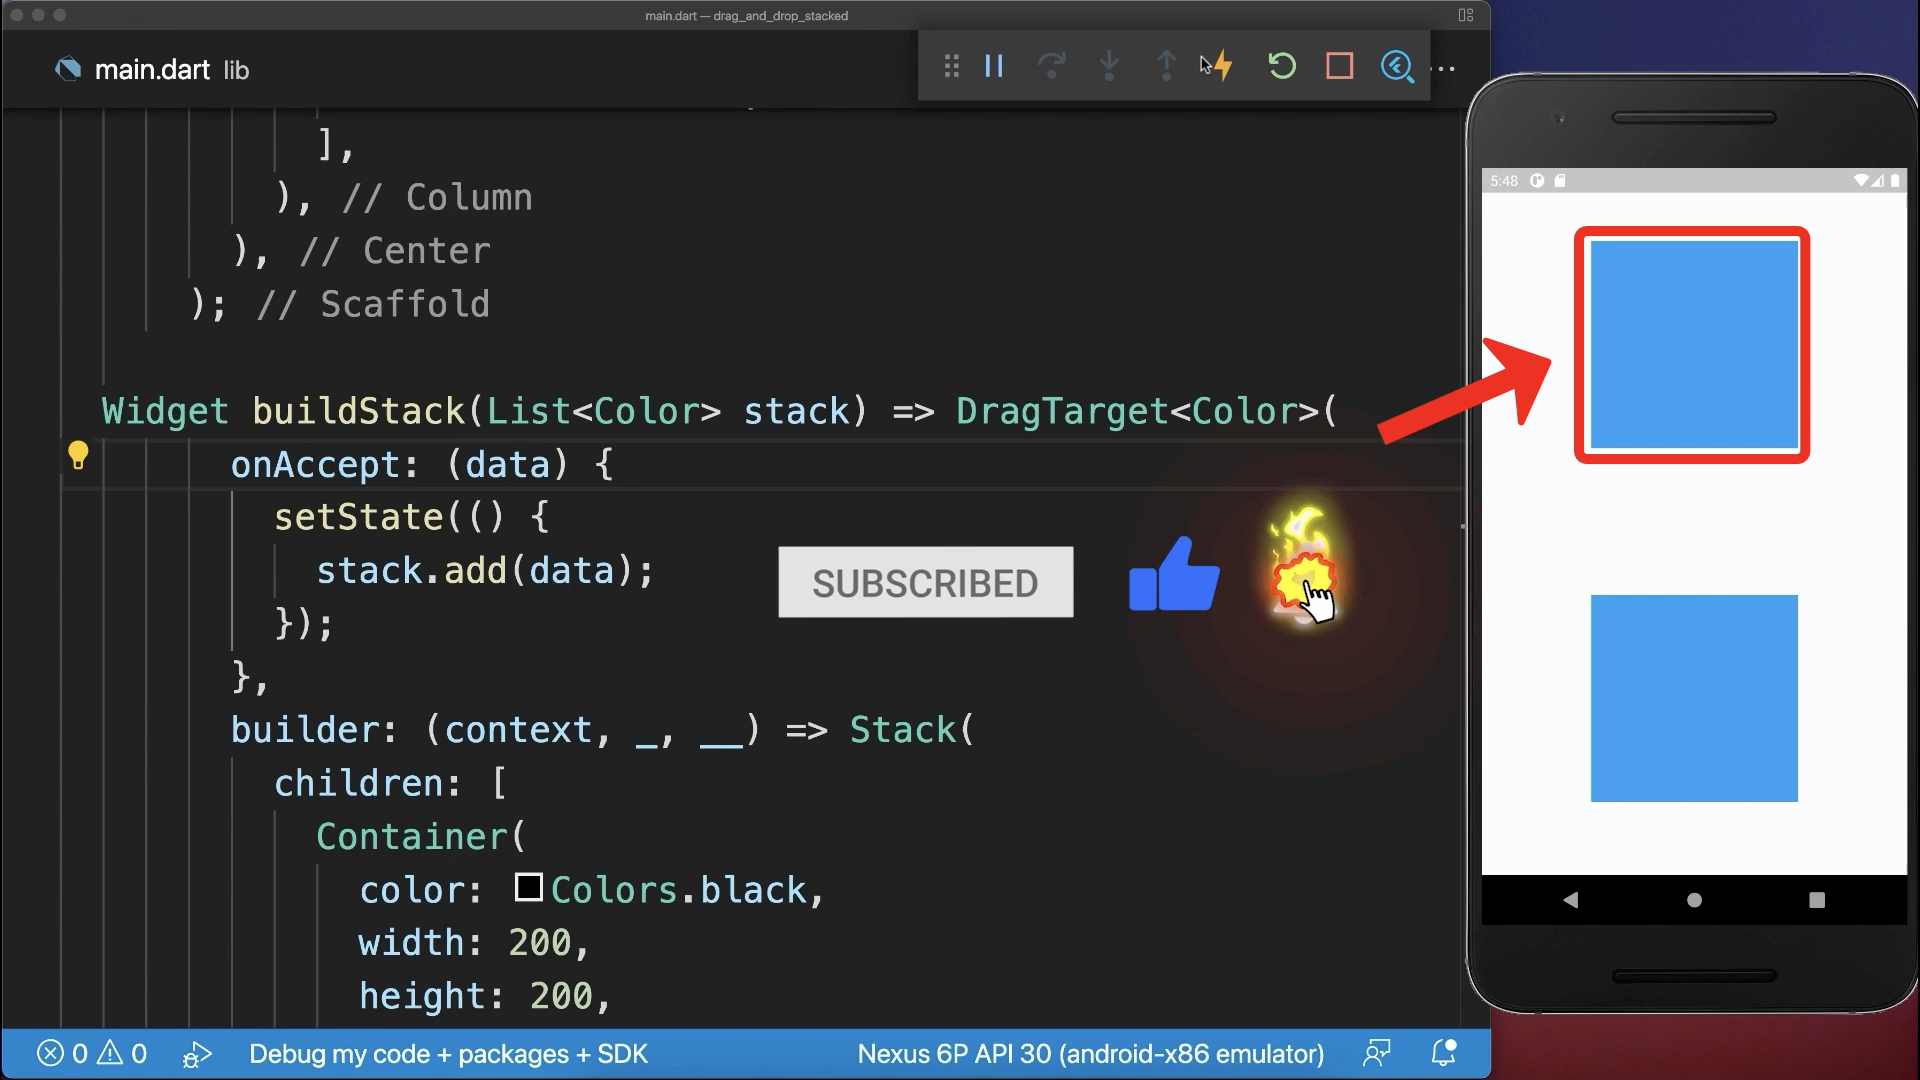 main.dart — drag_and_drop_stacked
main.dart lib
],
), // Column
), // Center
); // Scaffold
Widget buildStack(List<Color> stack) => DragTarget<Color>(
onAccept: (data) {
setState(() {
stack.add(data);
});
},
builder: (context, _, __) => Stack(
children: [
Container(
color: Colors.black,
width: 200,
height: 200,
SUBSCRIBED
5:48
0 0 Debug my code + packages + SDK Nexus 6P API 30 (android-x86 emulator)